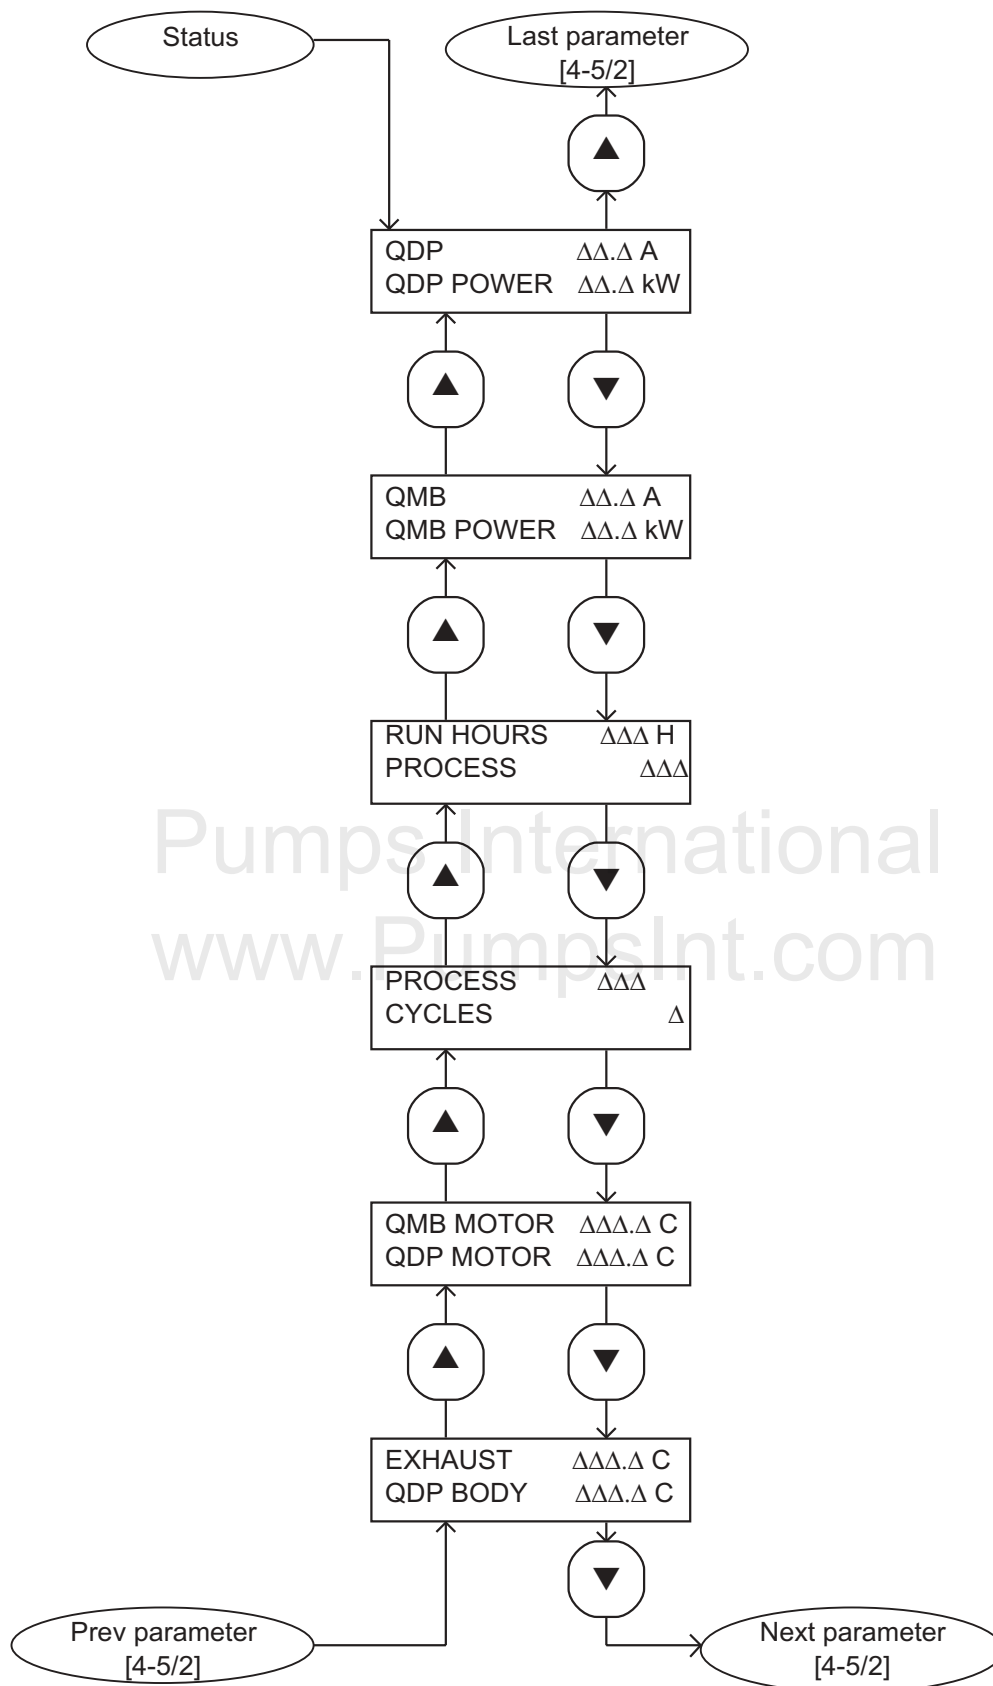 Status
Last parameter
[4-5/2]
QDP ΔΔ.Δ A
QDP POWER ΔΔ.Δ kW
QMB ΔΔ.Δ A
QMB POWER ΔΔ.Δ kW
RUN HOURS ΔΔΔ H
PROCESS ΔΔΔ
Pumps International
www.PumpsInt.com
PROCESS ΔΔΔ
CYCLES Δ
QMB MOTOR ΔΔΔ.Δ C
QDP MOTOR ΔΔΔ.Δ C
EXHAUST ΔΔΔ.Δ C
QDP BODY ΔΔΔ.Δ C
Prev parameter
[4-5/2]
Next parameter
[4-5/2]